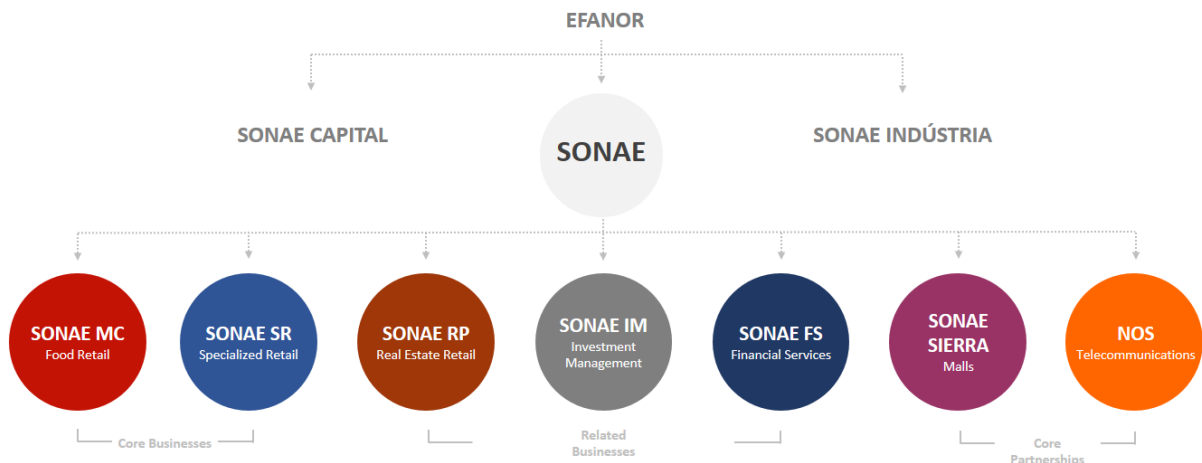 EFANOR
SONAE CAPITAL
SONAE
SONAE INDÚSTRIA
SONAE MC
Food Retail
SONAE SR
Specialized Retail
SONAE RP
Real Estate Retail
SONAE IM
Investment
Management
SONAE FS
Financial Services
SONAE
SIERRA
Malls
NOS
Telecommunications
Core Businesses
Related
Businesses
Core
Partnerships